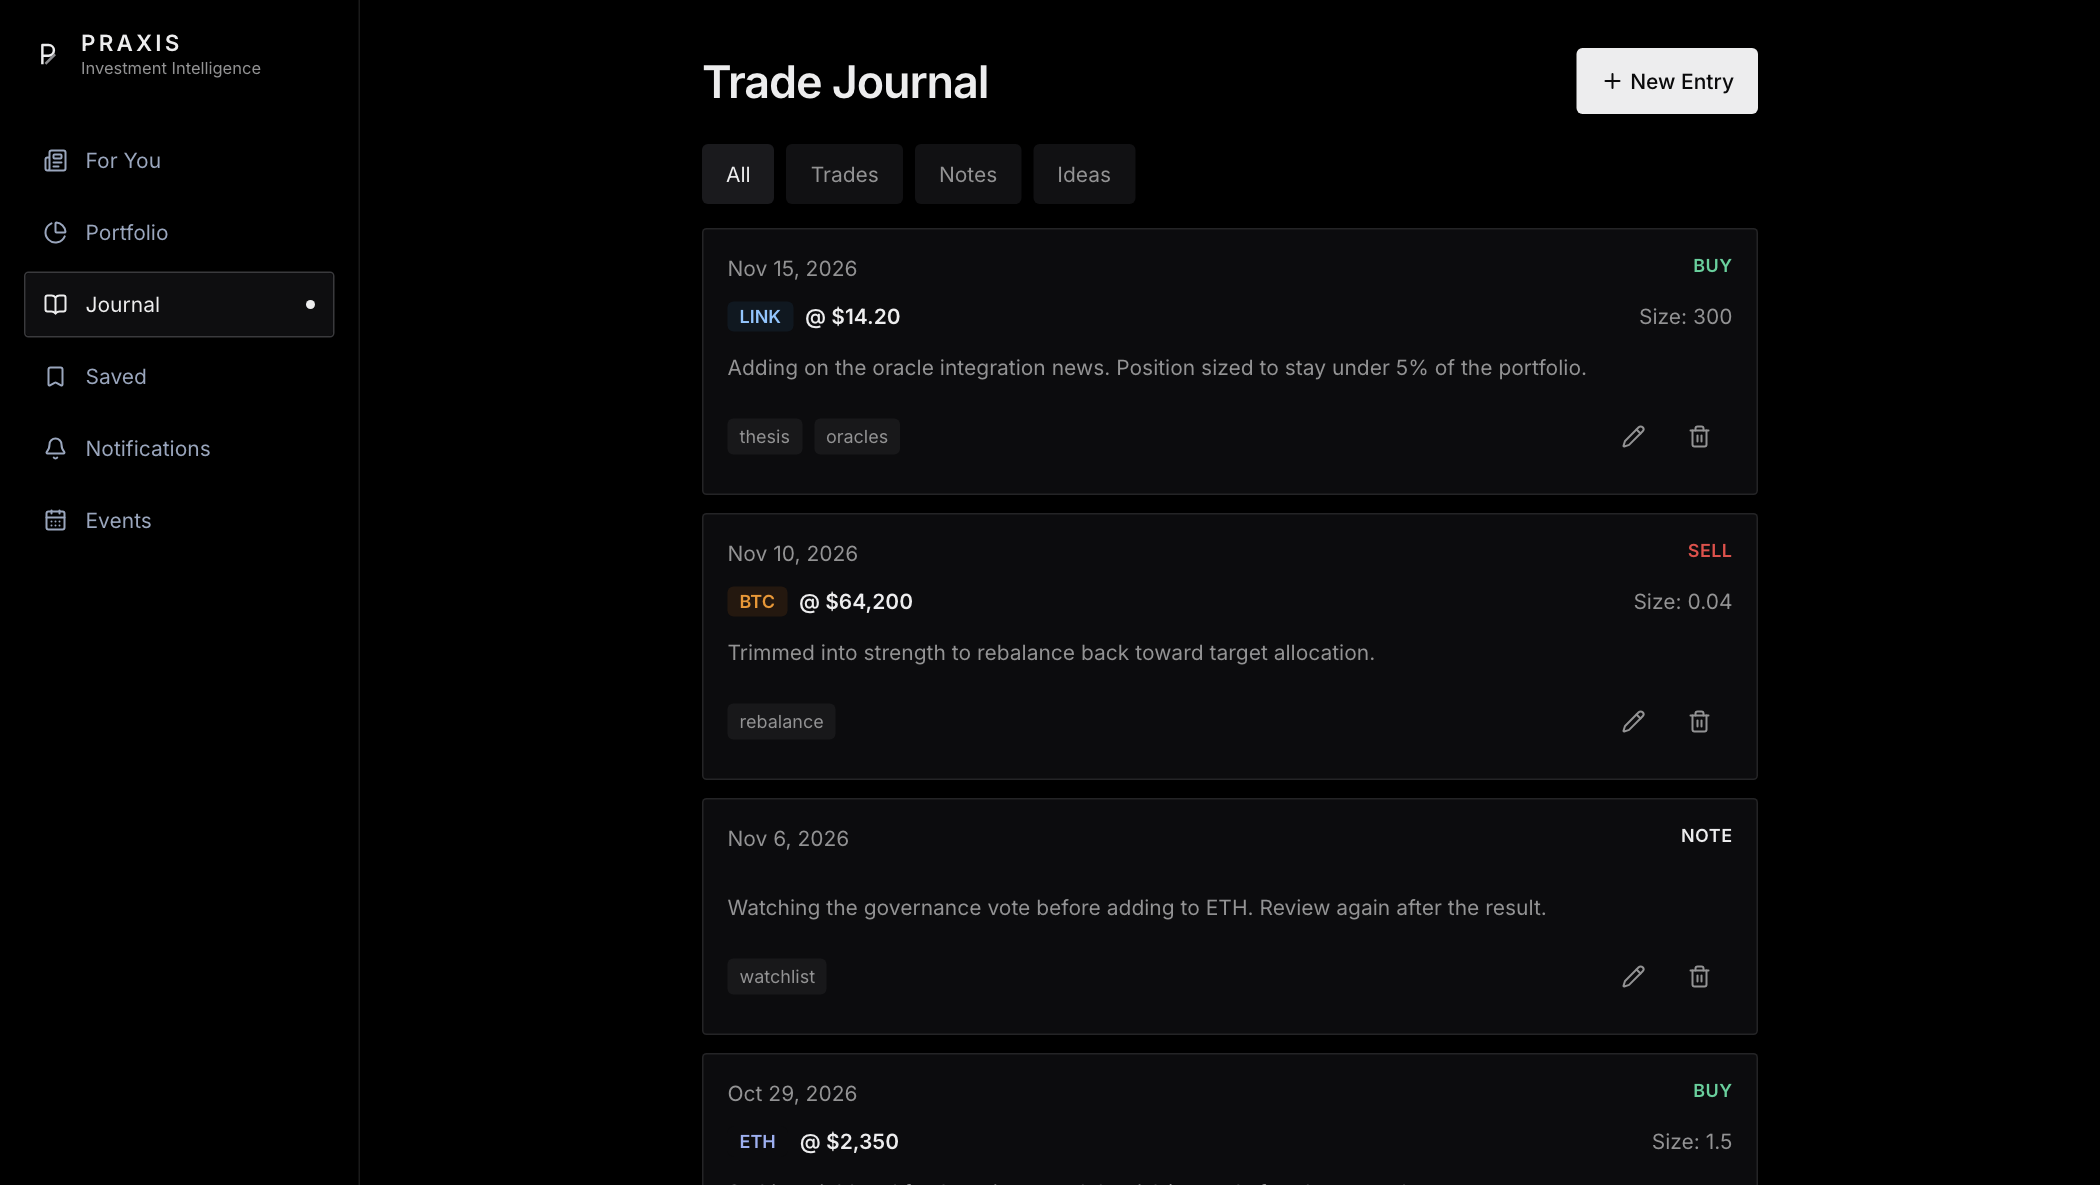 PRAXIS
Investment Intelligence
For You
Portfolio
Journal
Saved
Notifications
Events
Trade Journal
+ New Entry
All
Trades
Notes
Ideas
Nov 15, 2026
BUY
LINK @ $14.20
Size: 300
Adding on the oracle integration news. Position sized to stay under 5% of the portfolio.
thesis
oracles
Nov 10, 2026
SELL
BTC @ $64,200
Size: 0.04
Trimmed into strength to rebalance back toward target allocation.
rebalance
Nov 6, 2026
NOTE
Watching the governance vote before adding to ETH. Review again after the result.
watchlist
Oct 29, 2026
BUY
ETH @ $2,350
Size: 1.5